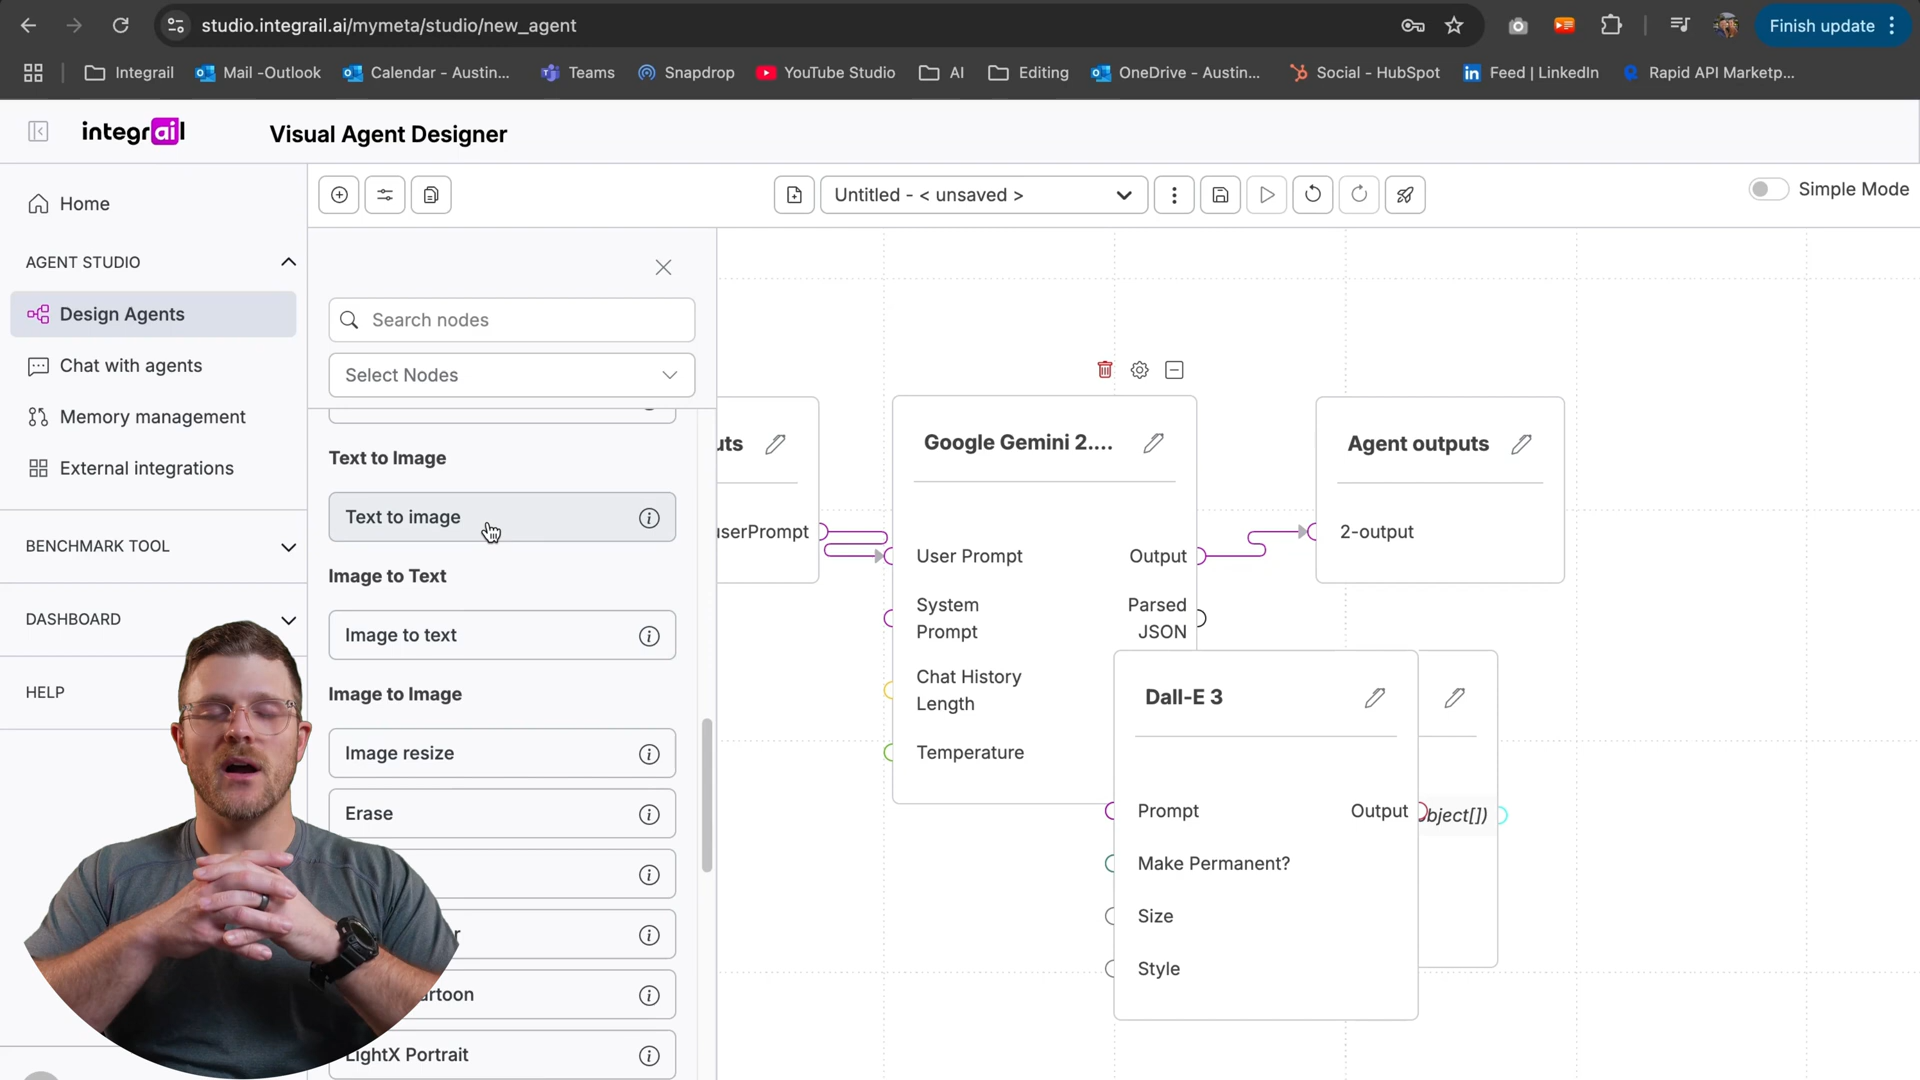 studio.integrail.ai/mymeta/studio/new_agent
Finish update
Integrail
Mail -Outlook
Calendar - Austin...
Teams
Snapdrop
YouTube Studio
AI
Editing
OneDrive - Austin...
Social - HubSpot
Feed | LinkedIn
Rapid API Marketp...
integrail
Visual Agent Designer
Home
AGENT STUDIO
Design Agents
Chat with agents
Memory management
External integrations
BENCHMARK TOOL
DASHBOARD
HELP
Untitled - < unsaved >
Simple Mode
Search nodes
Select Nodes
Text to Image
Text to image
Image to Text
Image to text
Image to Image
Image resize
Erase
r
artoon
LightX Portrait
uts
userPrompt
Google Gemini 2....
User Prompt
Output
System
Prompt
Parsed
JSON
Chat History
Length
Temperature
Agent outputs
2-output
Dall-E 3
Prompt
Output
bject[])
Make Permanent?
Size
Style